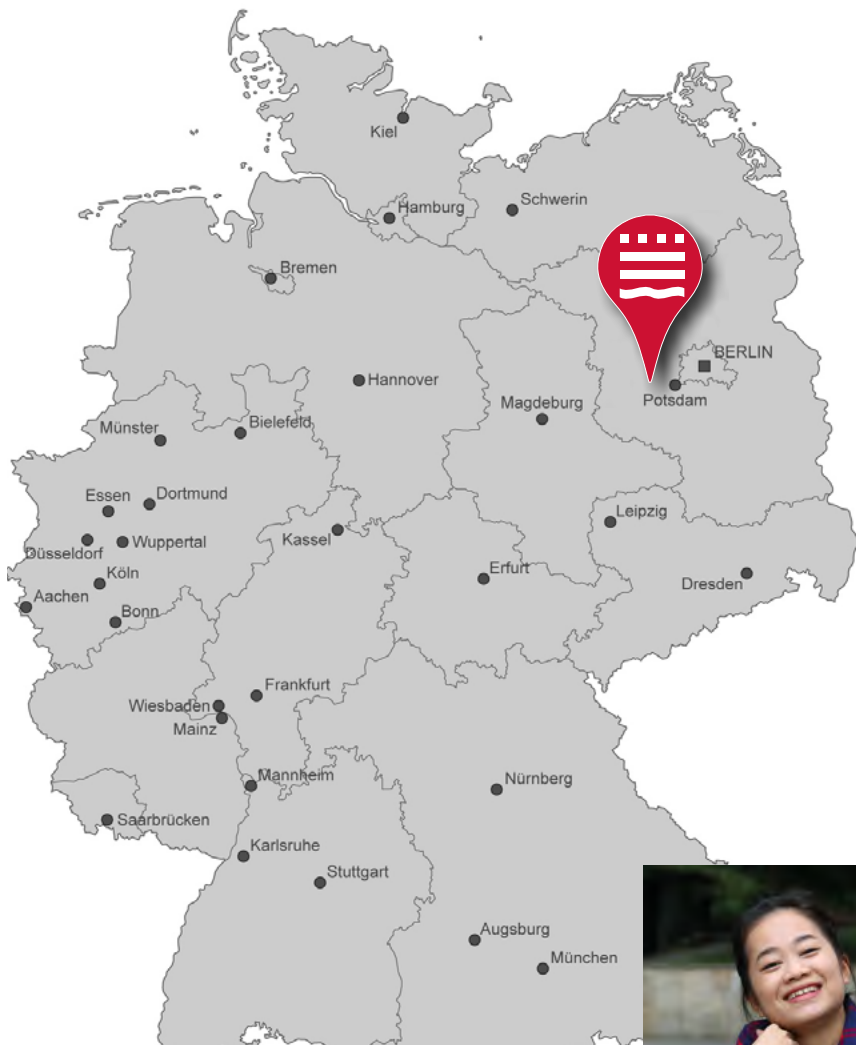 Kiel
Schwerin
Hamburg
Bremen
BERLIN
Hannover
Potsdam
Magdeburg
Bielefeld
Münster
Dortmund
Essen
Leipzig
Kassel
Düsseldorf
Wuppertal
Erfurt
Köln
Dresden
Aachen
Bonn
Frankfurt
Wiesbaden
Mainz
Mannheim
Nürnberg
Saarbrücken
Karlsruhe
Stuttgart
Augsburg
München